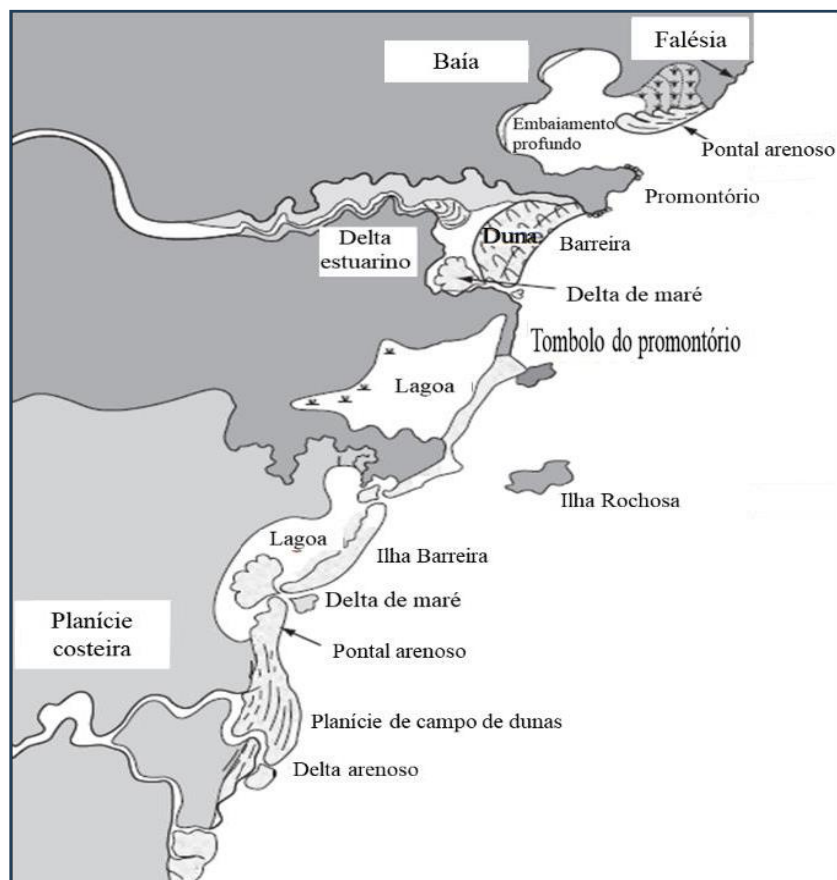 Falésia
Baía
Embaiamento
profundo
Pontal arenoso
Promontório
Delta
estuarino
Duna
Barreira
Delta de maré
Tombolo do promontório
Lagoa
Ilha Rochosa
Lagoa
Ilha Barreira
Delta de maré
Planície
costeira
Pontal arenoso
Planície de campo de dunas
Delta arenoso